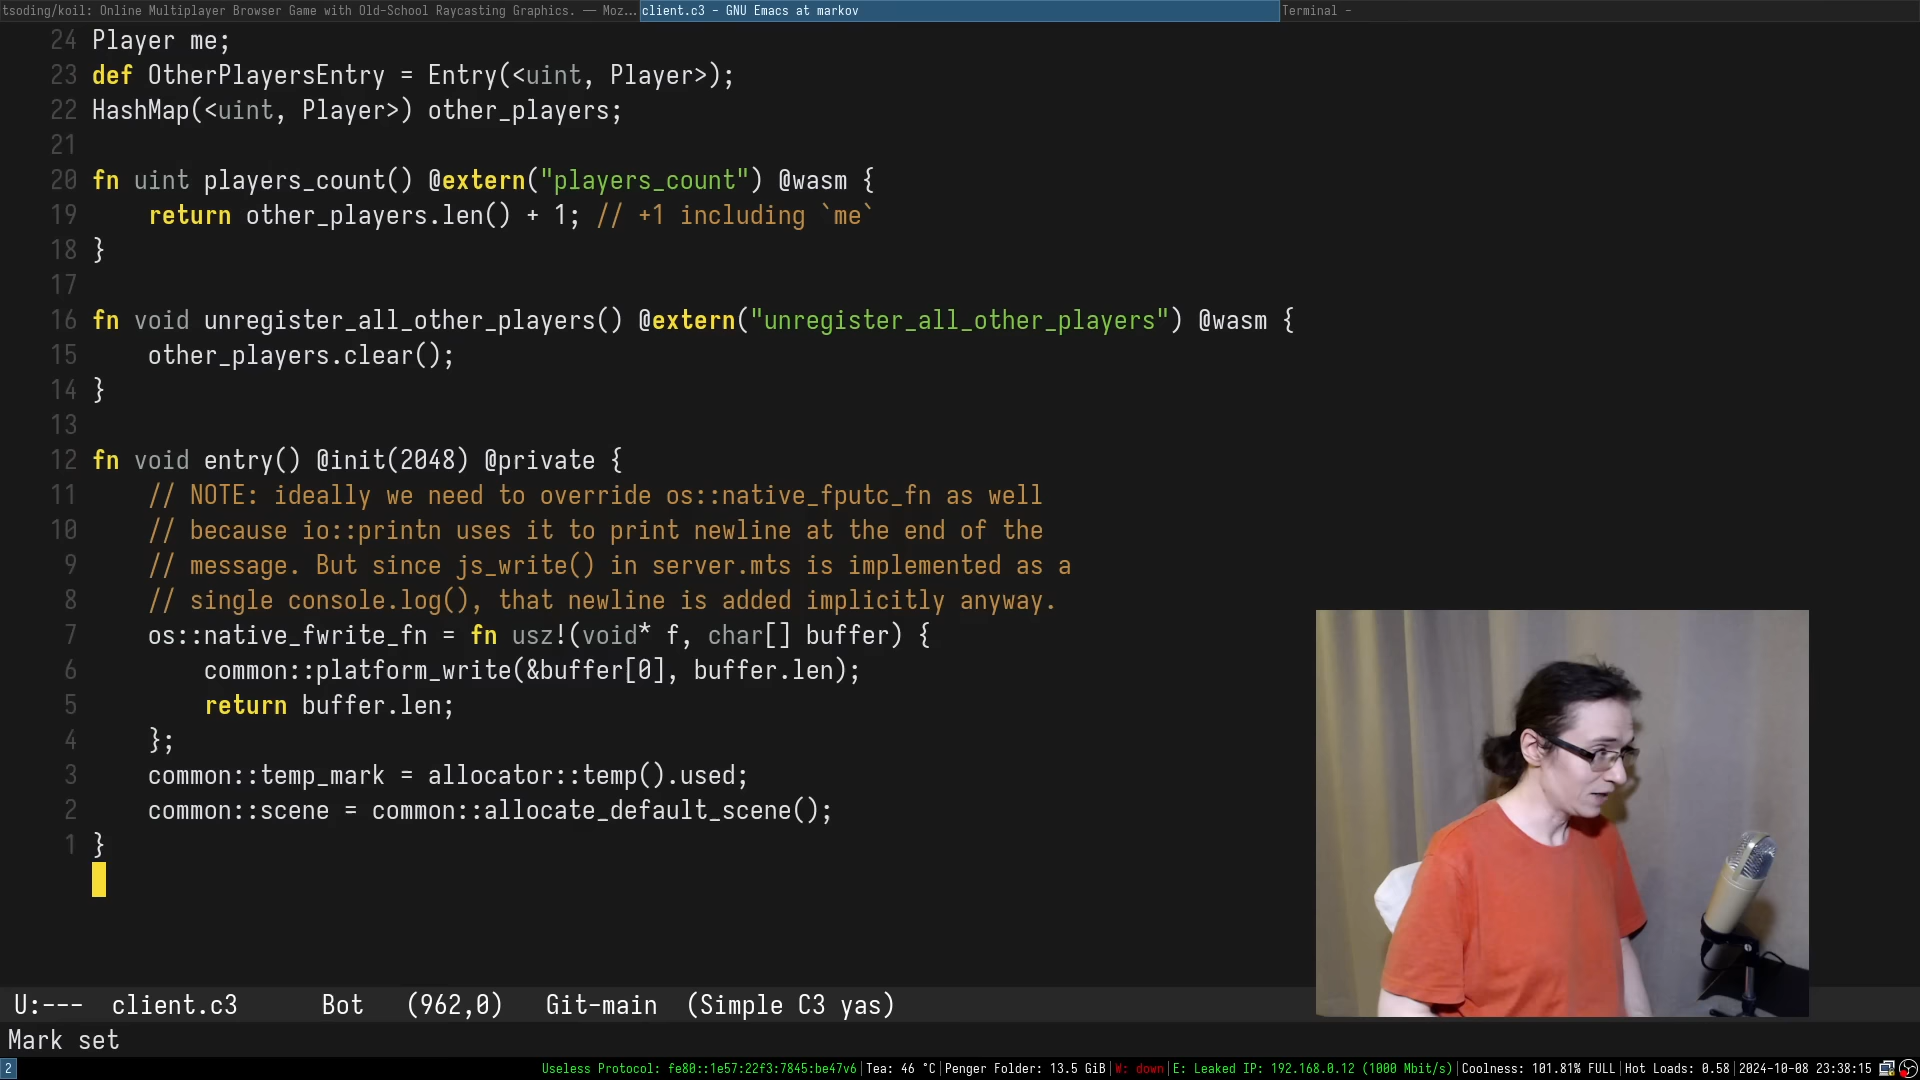 tsoding/koil: Online Multiplayer Browser Game with Old-School Raycasting Graphics. — Moz... client.c3 - GNU Emacs at markov Terminal -
24 Player me;
23 def OtherPlayersEntry = Entry(<uint, Player>);
22 HashMap(<uint, Player>) other_players;
21
20 fn uint players_count() @extern("players_count") @wasm {
19     return other_players.len() + 1; // +1 including `me`
18 }
17
16 fn void unregister_all_other_players() @extern("unregister_all_other_players") @wasm {
15     other_players.clear();
14 }
13
12 fn void entry() @init(2048) @private {
11     // NOTE: ideally we need to override os::native_fputc_fn as well
10     // because io::printn uses it to print newline at the end of the
9     // message. But since js_write() in server.mts is implemented as a
8     // single console.log(), that newline is added implicitly anyway.
7     os::native_fwrite_fn = fn usz!(void* f, char[] buffer) {
6         common::platform_write(&buffer[0], buffer.len);
5         return buffer.len;
4     };
3     common::temp_mark = allocator::temp().used;
2     common::scene = common::allocate_default_scene();
1 }
U:--- client.c3 Bot (962,0) Git-main (Simple C3 yas)
Mark set
2 Useless Protocol: fe80::1e57:22f3:7845:be47v6|Tea: 46 °C|Penger Folder: 13.5 GiB|W: down|E: Leaked IP: 192.168.0.12 (1000 Mbit/s)|Coolness: 101.81% FULL|Hot Loads: 0.58|2024-10-08 23:38:15